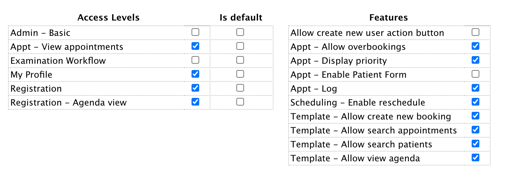 Access Levels
Is default
Admin - Basic
Appt - View appointments
Examination Workflow
My Profile
Registration
Registration - Agenda view
Features
Allow create new user action button
Appt - Allow overbookings
Appt - Display priority
Appt - Enable Patient Form
Appt - Log
Scheduling - Enable reschedule
Template - Allow create new booking
Template - Allow search appointments
Template - Allow search patients
Template - Allow view agenda